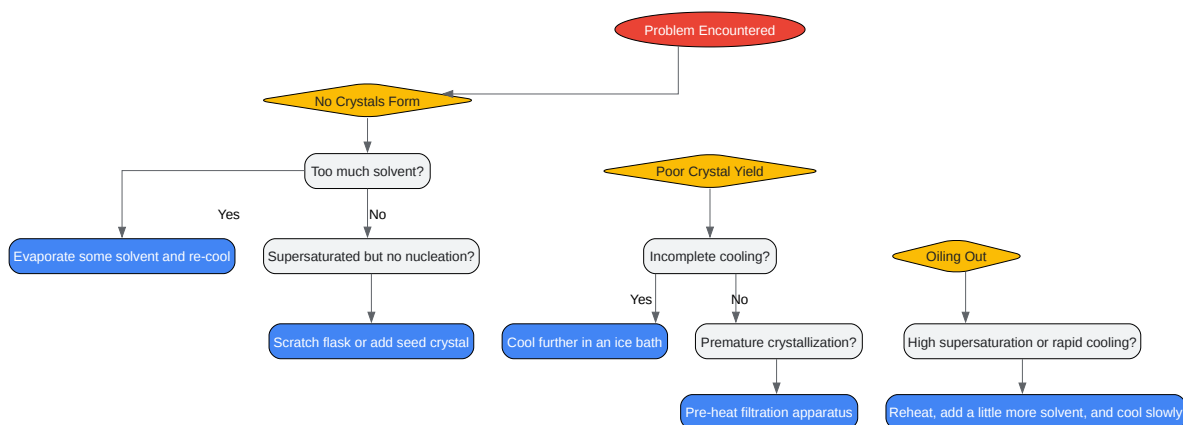 Problem Encountered
No Crystals Form
Too much solvent?
Poor Crystal Yield
Yes
No
Evaporate some solvent and re-cool
Supersaturated but no nucleation?
Incomplete cooling?
Oiling Out
Yes
No
Scratch flask or add seed crystal
Cool further in an ice bath
Premature crystallization?
High supersaturation or rapid cooling?
Pre-heat filtration apparatus
Reheat, add a little more solvent, and cool slowly